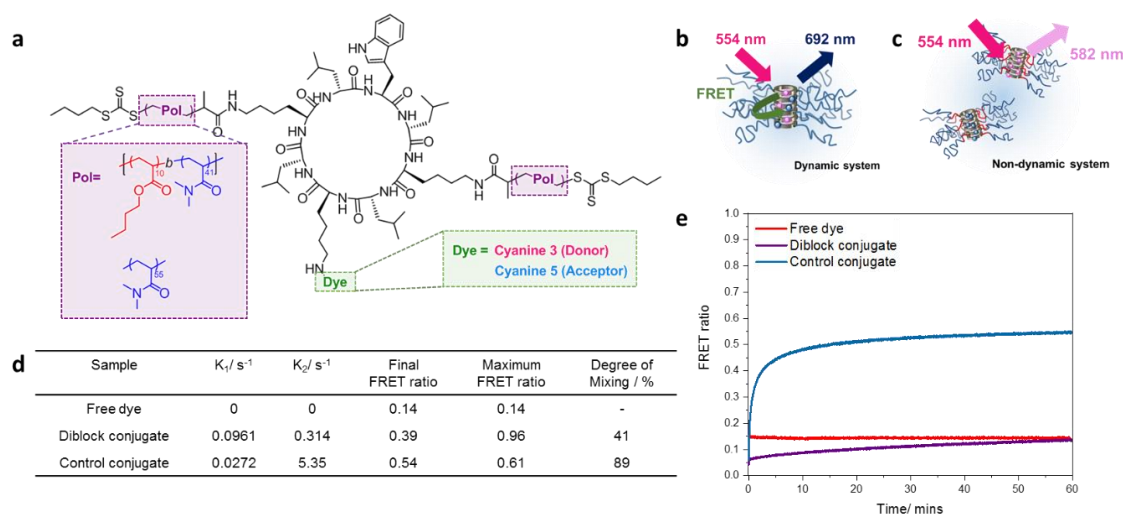 a
Pol
S
S
S
O
N
H
O
NH
HN
O
Pol
S
S
S
Pol=
10
b
41
O
O
N
O
55
N
O
HN
Dye
Dye = Cyanine 3 (Donor)
Cyanine 5 (Acceptor)
b
554 nm
692 nm
FRET
Dynamic system
c
554 nm
582 nm
Non-dynamic system
d
Sample K₁/ s⁻¹ K₂/ s⁻¹ Final FRET ratio Maximum FRET ratio Degree of Mixing / %
Free dye 0 0 0.14 0.14 -
Diblock conjugate 0.0961 0.314 0.39 0.96 41
Control conjugate 0.0272 5.35 0.54 0.61 89
e
Free dye
Diblock conjugate
Control conjugate
FRET ratio
1.0
0.9
0.8
0.7
0.6
0.5
0.4
0.3
0.2
0.1
0.0
0 10 20 30 40 50 60
Time/ mins